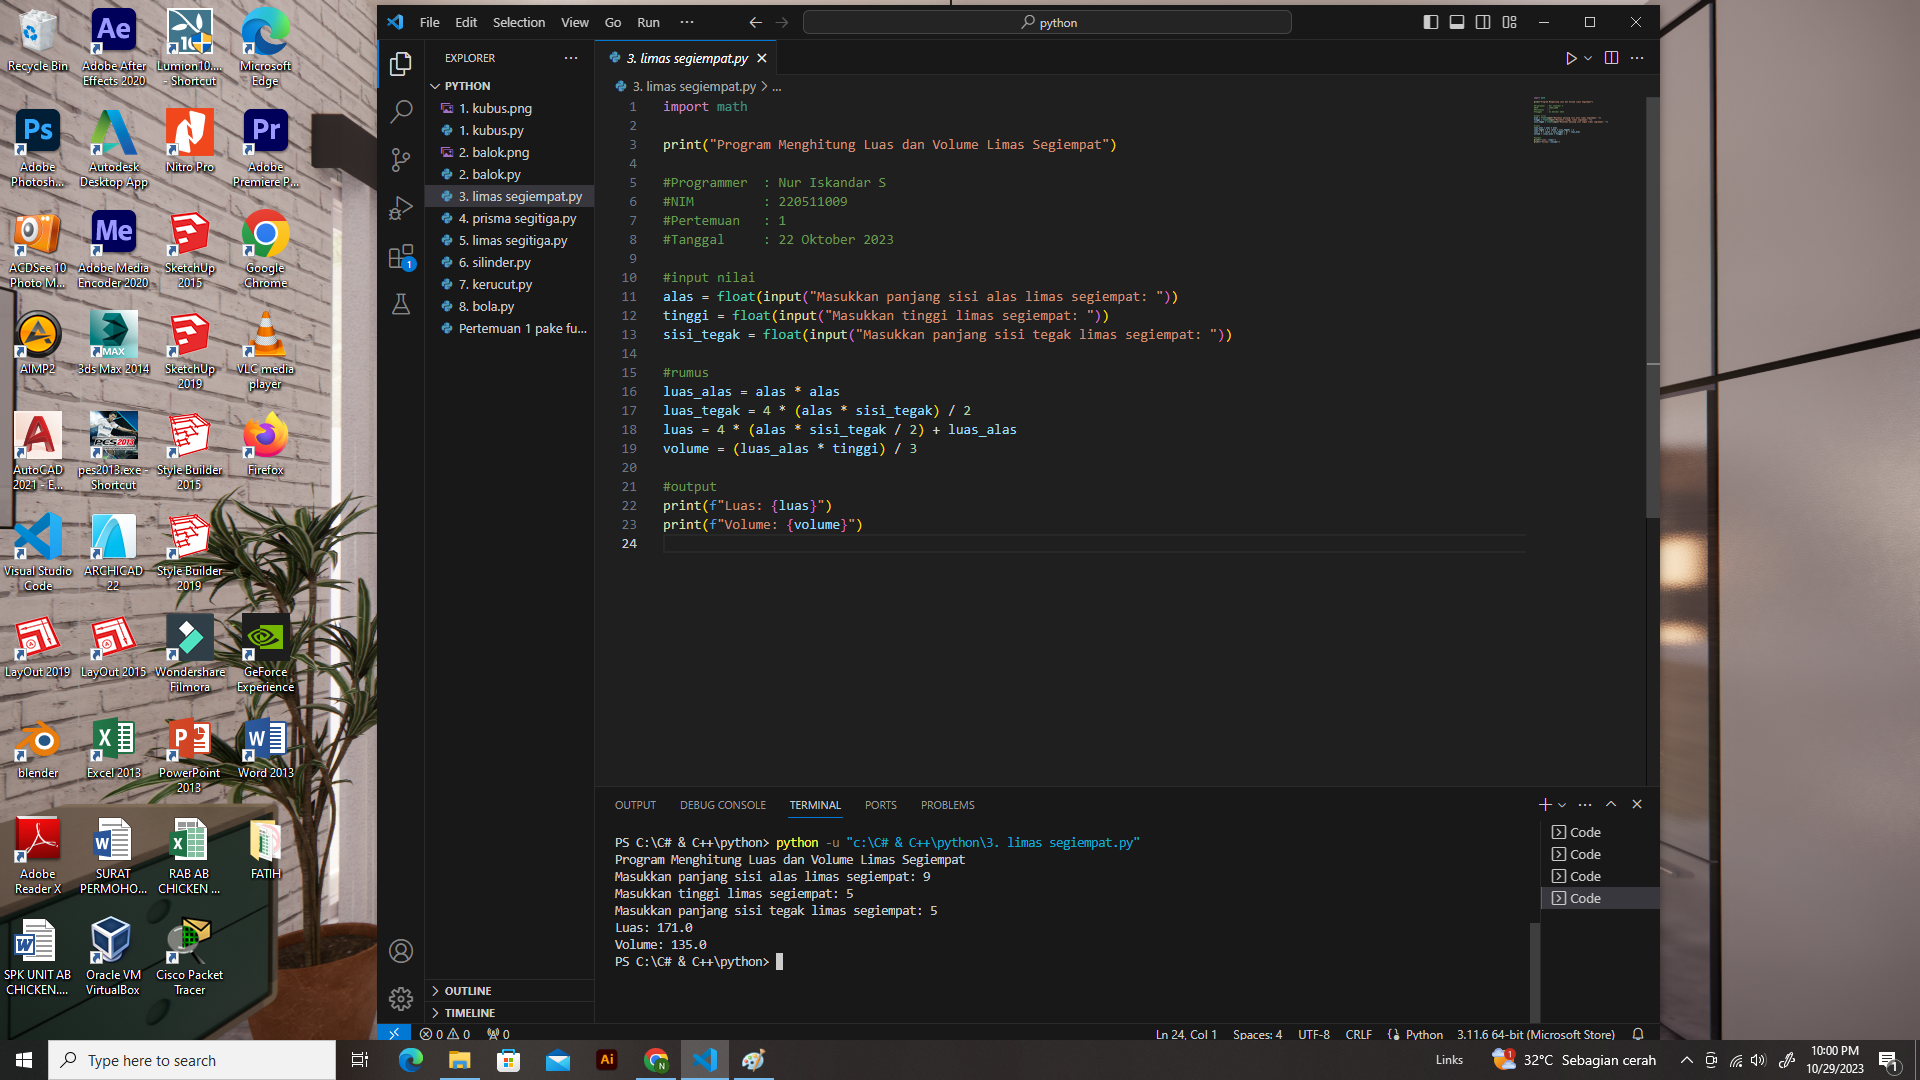 Recycle Bin
Adobe After
Effects 2020
Lumion10....
- Shortcut
Microsoft
Edge
Adobe
Photosh...
Autodesk
Desktop App
Nitro Pro
Adobe
Premiere P...
ACDSee 10
Photo M...
Adobe Media
Encoder 2020
SketchUp
2015
Google
Chrome
AIMP2
3ds Max 2014
SketchUp
2019
VLC media
player
AutoCAD
2021 - E...
pes2013.exe -
Shortcut
Style Builder
2015
Firefox
Visual Studio
Code
ARCHICAD
22
Style Builder
2019
LayOut 2019
LayOut 2015
Wondershare
Filmora
GeForce
Experience
blender
Excel 2013
PowerPoint
2013
Word 2013
Adobe
Reader X
SURAT
PERMOHO...
RAB AB
CHICKEN ...
FATIH
SPK UNIT AB
CHICKEN....
Oracle VM
VirtualBox
Cisco Packet
Tracer
File Edit Selection View Go Run ···
python
EXPLORER
PYTHON
1. kubus.png
1. kubus.py
2. balok.png
2. balok.py
3. limas segiempat.py
4. prisma segitiga.py
5. limas segitiga.py
6. silinder.py
7. kerucut.py
8. bola.py
Pertemuan 1 pake fu...
OUTLINE
TIMELINE
3. limas segiempat.py
3. limas segiempat.py > ...
1 import math
2
3 print("Program Menghitung Luas dan Volume Limas Segiempat")
4
5 #Programmer  : Nur Iskandar S
6 #NIM         : 220511009
7 #Pertemuan   : 1
8 #Tanggal     : 22 Oktober 2023
9
10 #input nilai
11 alas = float(input("Masukkan panjang sisi alas limas segiempat: "))
12 tinggi = float(input("Masukkan tinggi limas segiempat: "))
13 sisi_tegak = float(input("Masukkan panjang sisi tegak limas segiempat: "))
14
15 #rumus
16 luas_alas = alas * alas
17 luas_tegak = 4 * (alas * sisi_tegak) / 2
18 luas = 4 * (alas * sisi_tegak / 2) + luas_alas
19 volume = (luas_alas * tinggi) / 3
20
21 #output
22 print(f"Luas: {luas}")
23 print(f"Volume: {volume}")
24
OUTPUT DEBUG CONSOLE TERMINAL PORTS PROBLEMS
PS C:\C# & C++\python> python -u "c:\C# & C++\python\3. limas segiempat.py"
Program Menghitung Luas dan Volume Limas Segiempat
Masukkan panjang sisi alas limas segiempat: 9
Masukkan tinggi limas segiempat: 5
Masukkan panjang sisi tegak limas segiempat: 5
Luas: 171.0
Volume: 135.0
PS C:\C# & C++\python>
Code
Code
Code
Code
0 0 0 Ln 24, Col 1 Spaces: 4 UTF-8 CRLF Python 3.11.6 64-bit (Microsoft Store)
Type here to search
Links
32°C Sebagian cerah
10:00 PM
10/29/2023